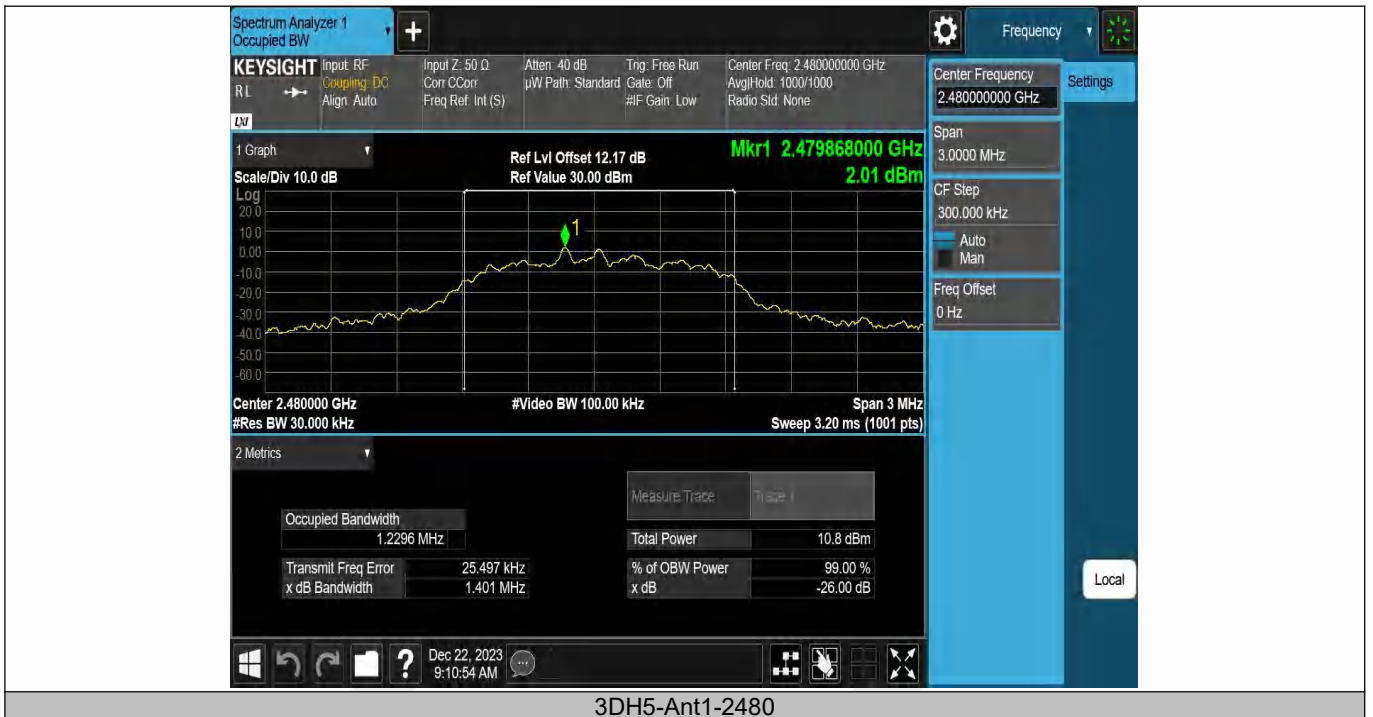 Spectrum Analyzer 1
Occupied BW
+
Frequency
KEYSIGHT
R L
LXI
Input: RF
Coupling: DC
Align: Auto
Input Z: 50 Ω
Corr CCorr
Freq Ref: Int (S)
Atten: 40 dB
µW Path: Standard
Trig: Free Run
Gate: Off
#IF Gain: Low
Center Freq: 2.480000000 GHz
Avg|Hold: 1000/1000
Radio Std: None
Center Frequency
2.480000000 GHz
Settings
Span
3.0000 MHz
CF Step
300.000 kHz
Auto
Man
Freq Offset
0 Hz
Local
1 Graph
Scale/Div 10.0 dB
Ref Lvl Offset 12.17 dB
Ref Value 30.00 dBm
Mkr1 2.479868000 GHz
2.01 dBm
Log
20.0
10.0
0.00
-10.0
-20.0
-30.0
-40.0
-50.0
-60.0
1
Center 2.480000 GHz
#Video BW 100.00 kHz
Span 3 MHz
#Res BW 30.000 kHz
Sweep 3.20 ms (1001 pts)
2 Metrics
Measure Trace
Trace 1
Occupied Bandwidth
1.2296 MHz
Total Power 10.8 dBm
Transmit Freq Error 25.497 kHz
% of OBW Power 99.00 %
x dB Bandwidth 1.401 MHz
x dB -26.00 dB
?
Dec 22, 2023
9:10:54 AM
3DH5-Ant1-2480